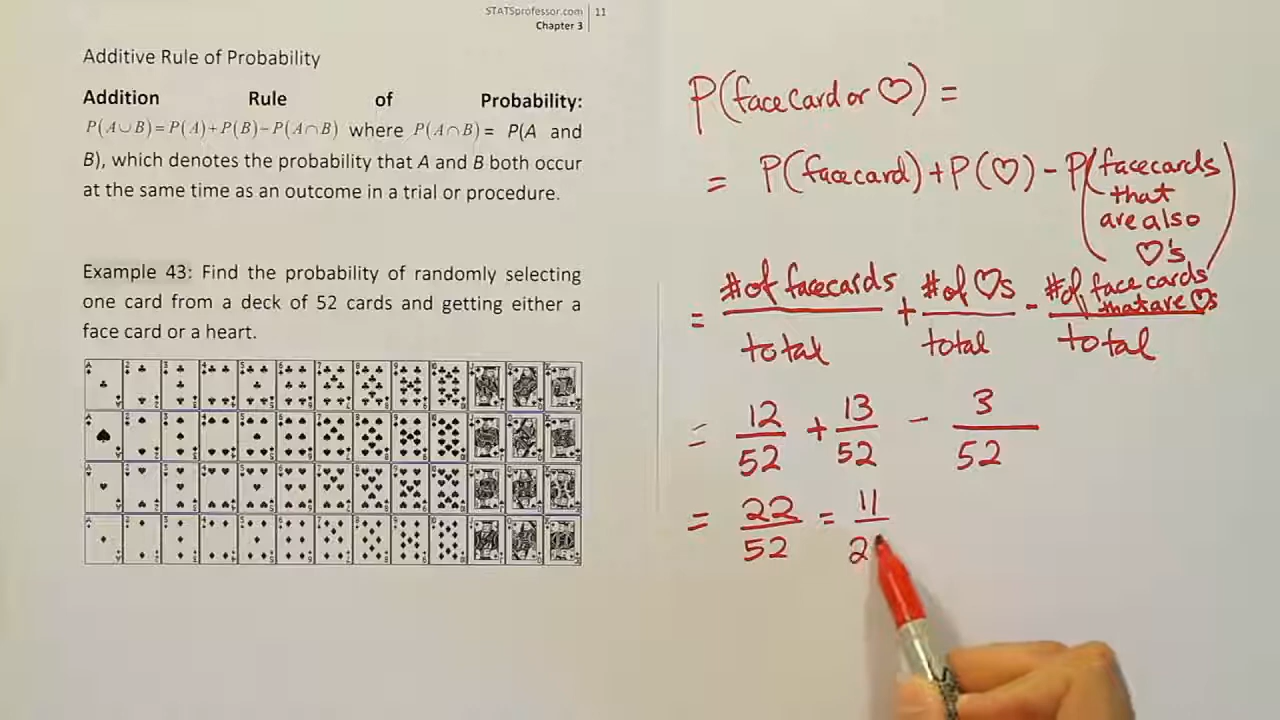 STATSprofessor.com | 11
Chapter 3
Additive Rule of Probability
Addition Rule of Probability:
P(A∪B)=P(A)+P(B)−P(A∩B) where P(A∩B)= P(A and
B), which denotes the probability that A and B both occur
at the same time as an outcome in a trial or procedure.
Example 43: Find the probability of randomly selecting
one card from a deck of 52 cards and getting either a
face card or a heart.
P(facecard or ♡) =
= P(facecard) + P(♡) − P(facecards
that
are also
♡'s)
= #of facecards/total + #of ♡s/total − #of face cards that are ♡s/total
= 12/52 + 13/52 − 3/52
= 22/52 = 11/2